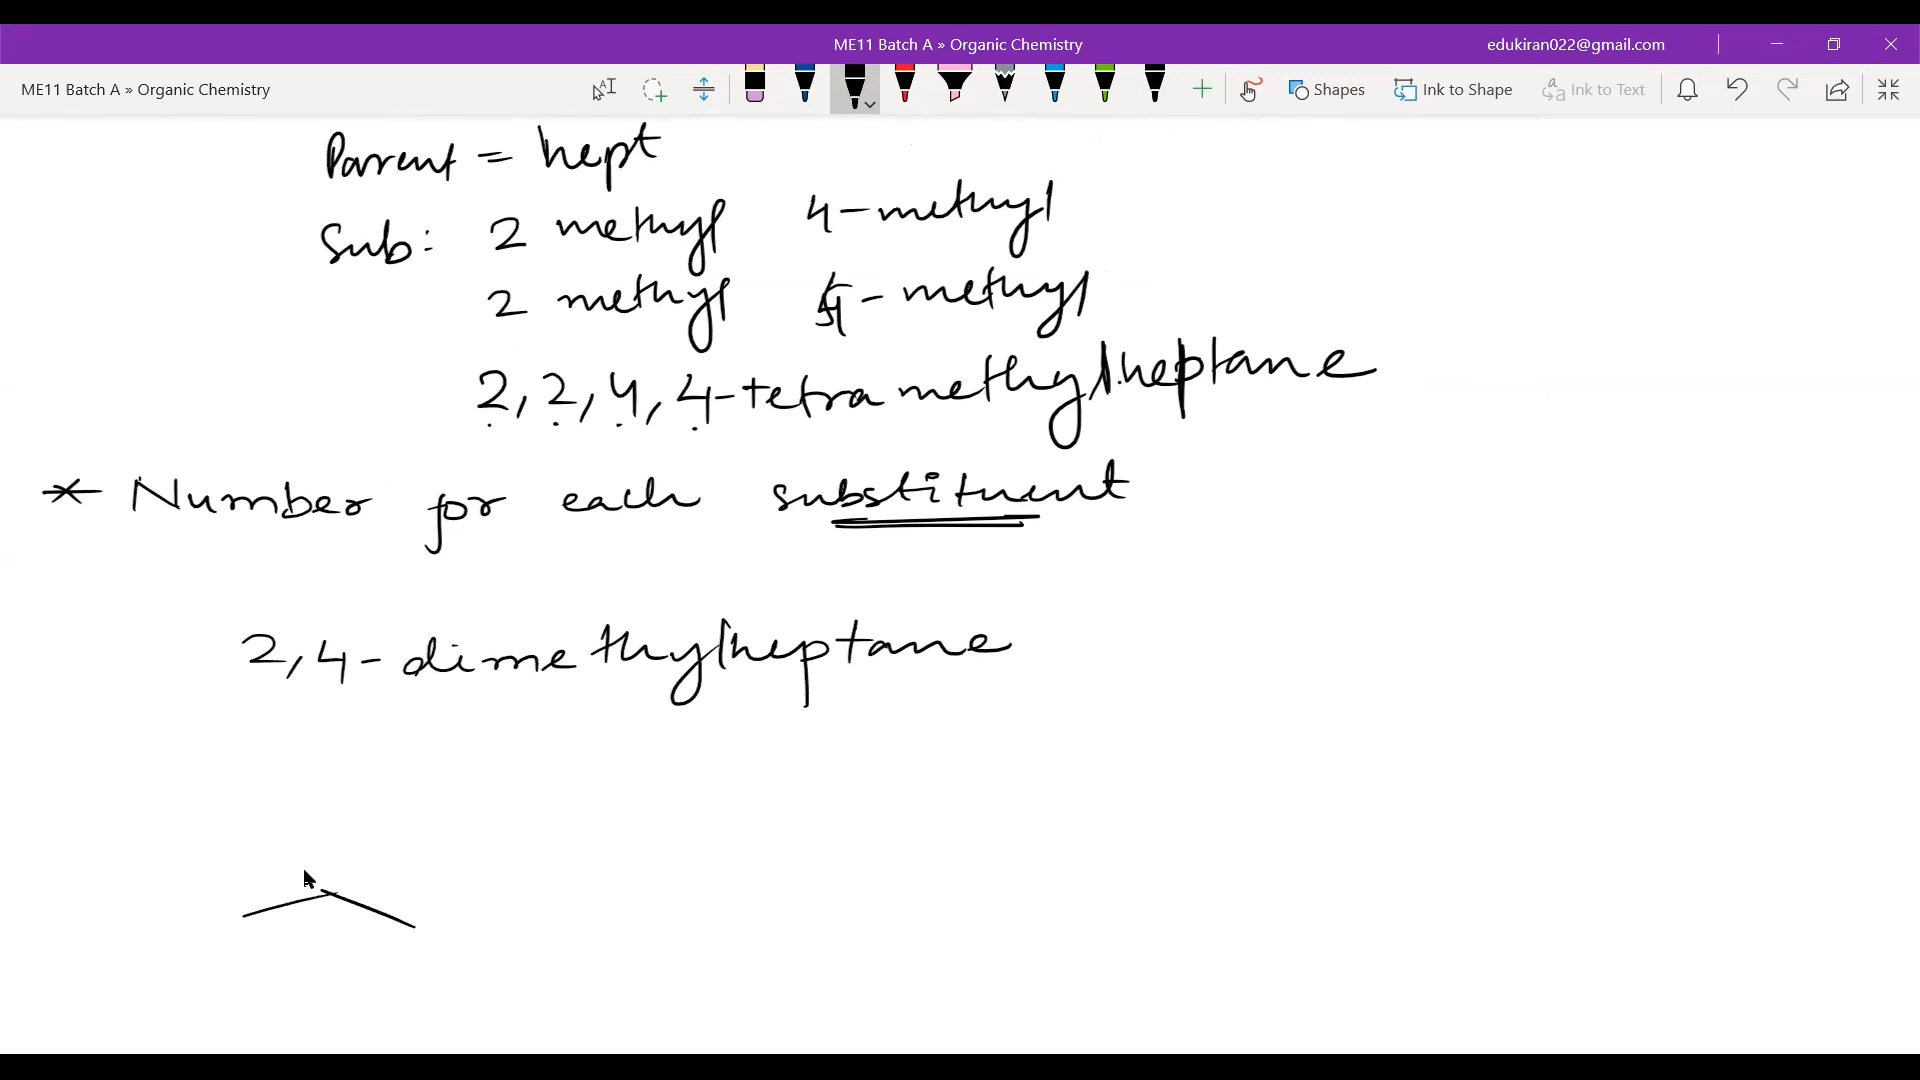 ME11 Batch A » Organic Chemistry
edukiran022@gmail.com
ME11 Batch A » Organic Chemistry
Shapes
Ink to Shape
Ink to Text
Parent = hept
Sub: 2 methyl 4-methyl
2 methyl 4-methyl
2,2,4,4-tetramethylheptane
* Number for each substituent
2,4-dimethylheptane